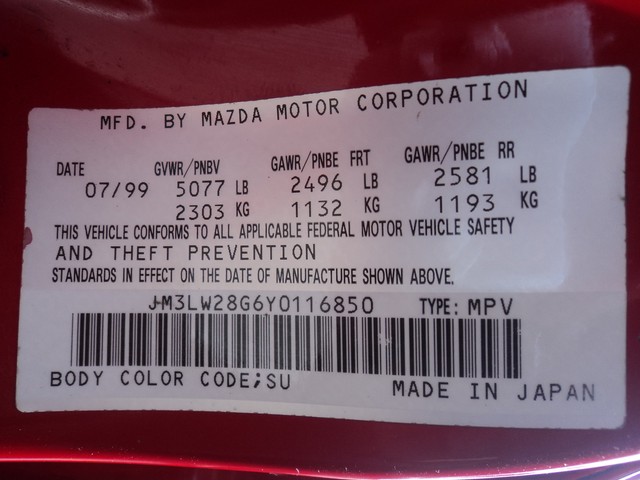 MFD. BY MAZDA MOTOR CORPORATION
DATE GVWR/PNBV GAWR/PNBE FRT GAWR/PNBE RR
07/99 5077 LB 2496 LB 2581 LB
2303 KG 1132 KG 1193 KG
THIS VEHICLE CONFORMS TO ALL APPLICABLE FEDERAL MOTOR VEHICLE SAFETY
AND THEFT PREVENTION
STANDARDS IN EFFECT ON THE DATE OF MANUFACTURE SHOWN ABOVE.
JM3LW28G6Y0116850 TYPE: MPV
BODY COLOR CODE;SU MADE IN JAPAN